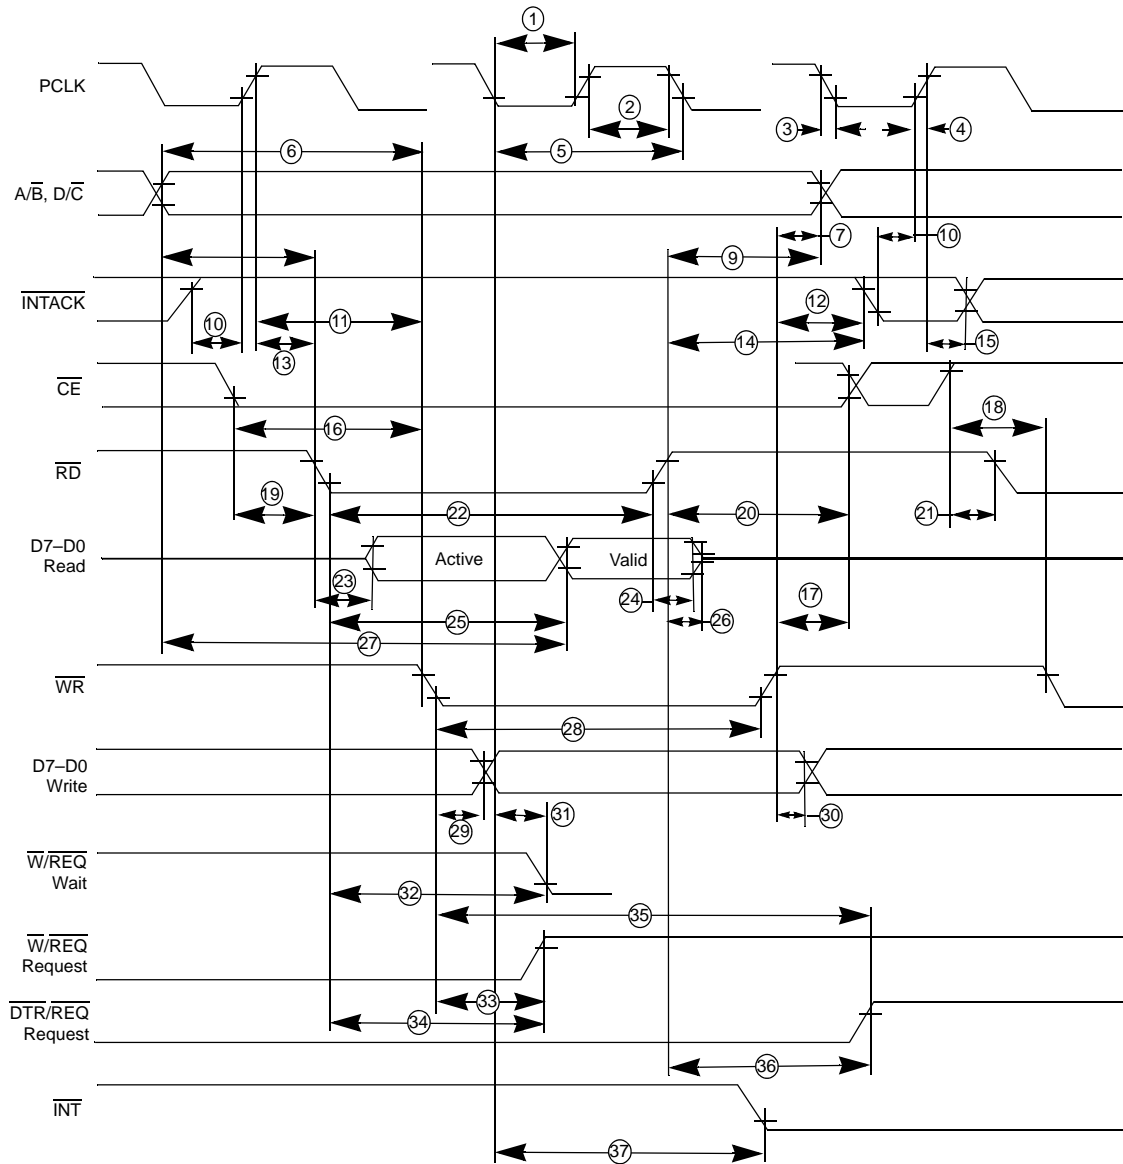 1
PCLK
2
3
4
6
5
A/B, D/C
7
10
9
INTACK
12
10
11
14
13
15
CE
18
16
RD
19
22
20
21
D7–D0
Read
Active
Valid
23
24
17
25
26
27
WR
28
D7–D0
Write
29
31
30
W/REQ
Wait
32
35
W/REQ
Request
33
34
DTR/REQ
Request
36
INT
37